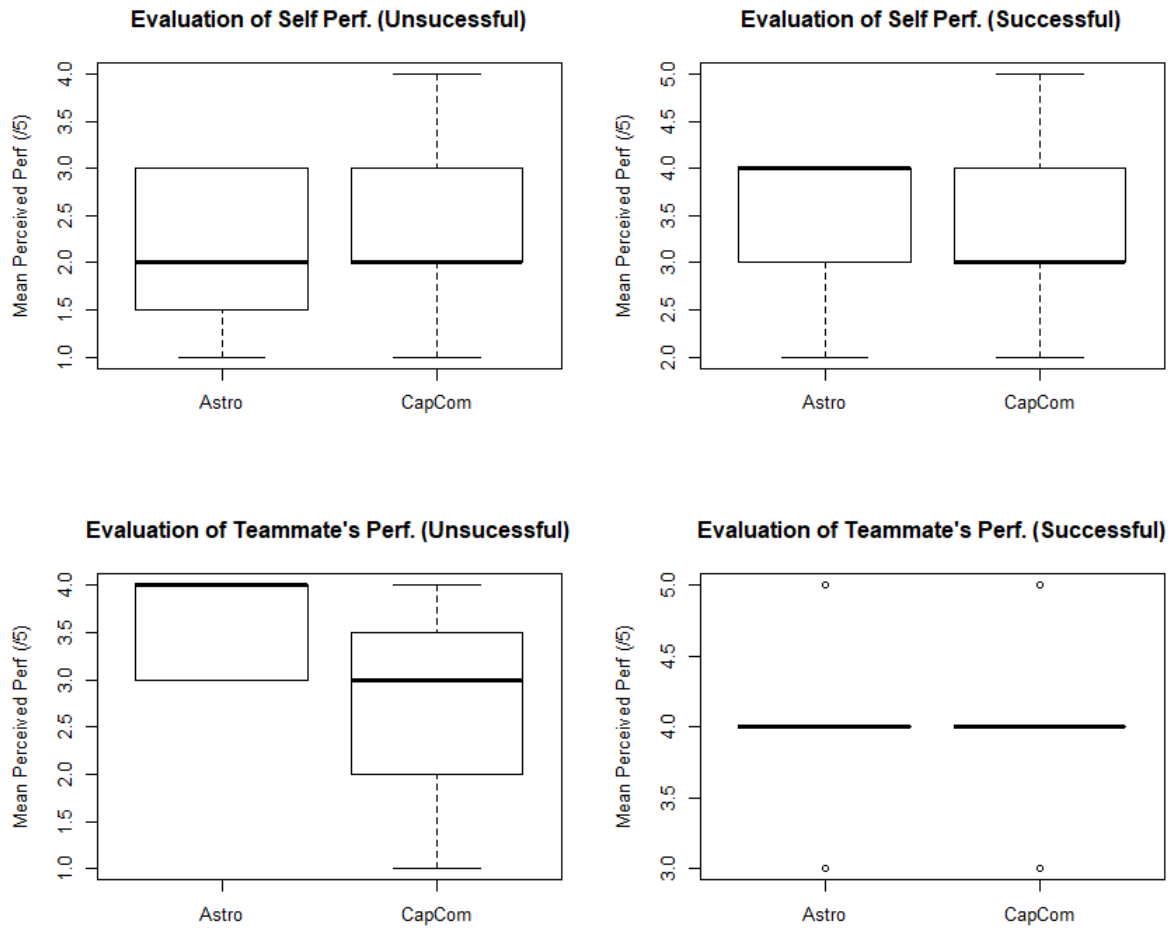 Evaluation of Self Perf. (Unsucessful)
Mean Perceived Perf (/5)
4.0
3.5
3.0
2.5
2.0
1.5
1.0
Astro
CapCom
Evaluation of Self Perf. (Successful)
Mean Perceived Perf (/5)
5.0
4.5
4.0
3.5
3.0
2.5
2.0
Astro
CapCom
Evaluation of Teammate's Perf. (Unsucessful)
Mean Perceived Perf (/5)
4.0
3.5
3.0
2.5
2.0
1.5
1.0
Astro
CapCom
Evaluation of Teammate's Perf. (Successful)
Mean Perceived Perf (/5)
5.0
4.5
4.0
3.5
3.0
Astro
CapCom